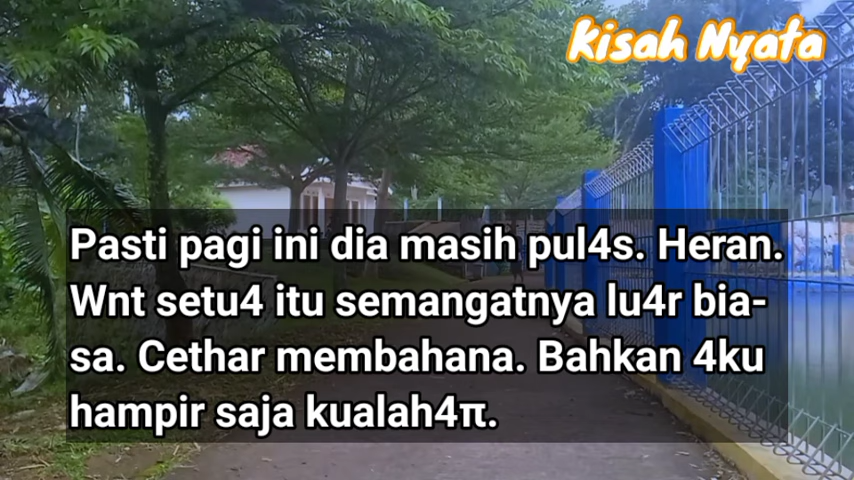 Kisah Nyata
Pasti pagi ini dia masih pul4s. Heran.
Wnt setu4 itu semangatnya lu4r bia-
sa. Cethar membahana. Bahkan 4ku
hampir saja kualah4π.